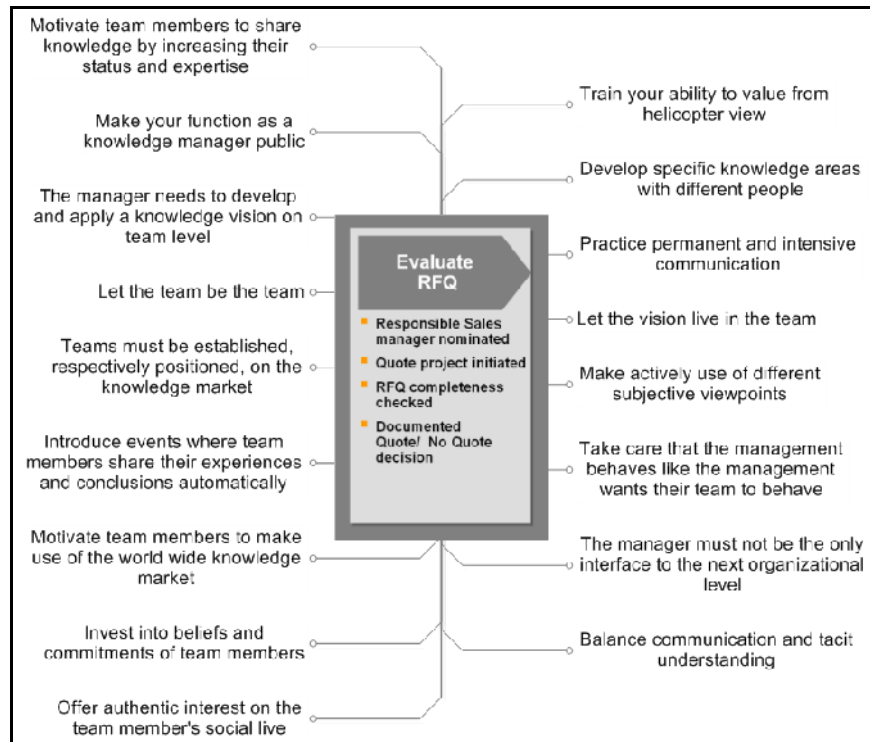 Motivate team members to share
knowledge by increasing their
status and expertise
Make your function as a
knowledge manager public
The manager needs to develop
and apply a knowledge vision on
team level
Let the team be the team
Teams must be established,
respectively positioned, on the
knowledge market
Introduce events where team
members share their experiences
and conclusions automatically
Motivate team members to make
use of the world wide knowledge
market
Invest into beliefs and
commitments of team members
Offer authentic interest on the
team member's social live
Evaluate
RFQ
Responsible Sales
manager nominated
Quote project initiated
RFQ completeness
checked
Documented
Quote/ No Quote
decision
Train your ability to value from
helicopter view
Develop specific knowledge areas
with different people
Practice permanent and intensive
communication
Let the vision live in the team
Make actively use of different
subjective viewpoints
Take care that the management
behaves like the management
wants their team to behave
The manager must not be the only
interface to the next organizational
level
Balance communication and tacit
understanding